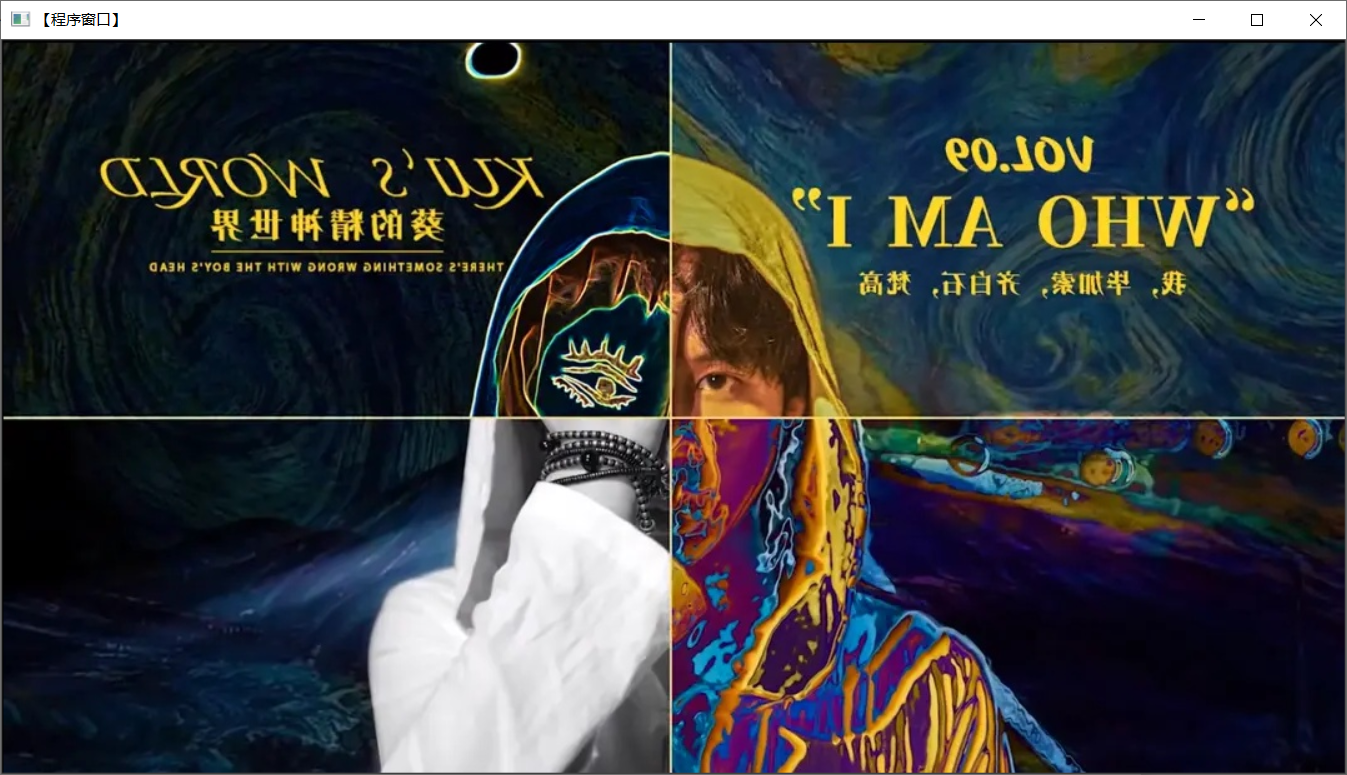 【程序窗口】
KUI'S WORLD
葵的精神世界
THERE'S SOMETHING WRONG WITH THE BOY'S HEAD
VOL.09
“WHO AM I”
我，毕加索，齐白石，梵高